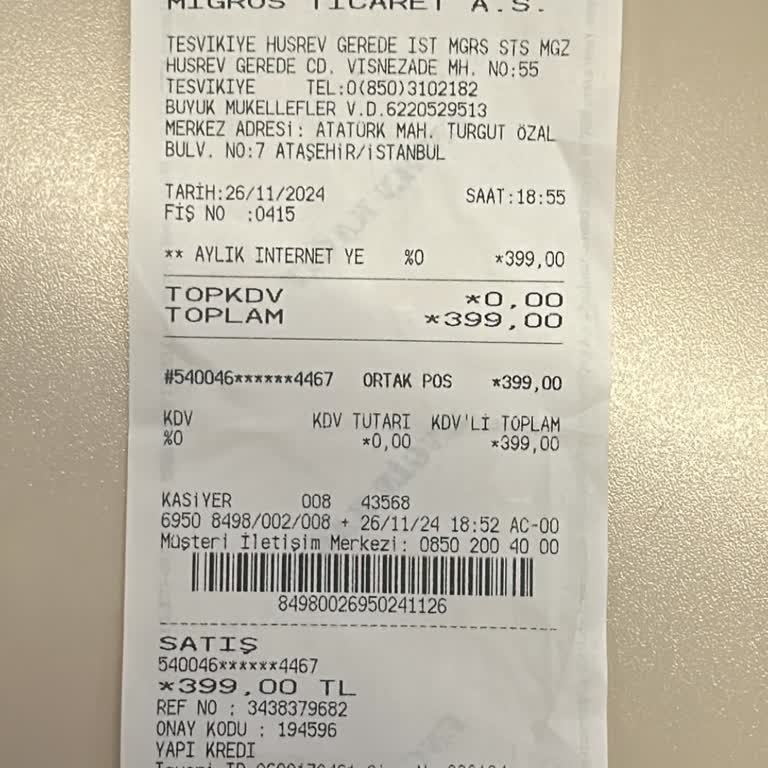 MIGROS TICARET A.S.
TESVIKIYE HUSREV GEREDE IST MGRS STS MGZ
HUSREV GEREDE CD. VISNEZADE MH. NO:55
TESVIKIYE TEL:0(850)3102182
BUYUK MUKELLEFLER V.D.6220529513
MERKEZ ADRESİ: ATATÜRK MAH. TURGUT ÖZAL
BULV. NO:7 ATAŞEHİR/İSTANBUL
TARİH:26/11/2024 SAAT:18:55
FİŞ NO :0415
** AYLIK INTERNET YE %0 *399,00
TOPKDV *0,00
TOPLAM *399,00
#540046******4467 ORTAK POS *399,00
KDV KDV TUTARI KDV'Lİ TOPLAM
%0 *0,00 *399,00
KASİYER 008 43568
6950 8498/002/008 + 26/11/24 18:52 AC-00
Müşteri İletişim Merkezi: 0850 200 40 00
84980026950241126
SATIŞ
540046******4467
*399,00 TL
REF NO : 3438379682
ONAY KODU : 194596
YAPI KREDI